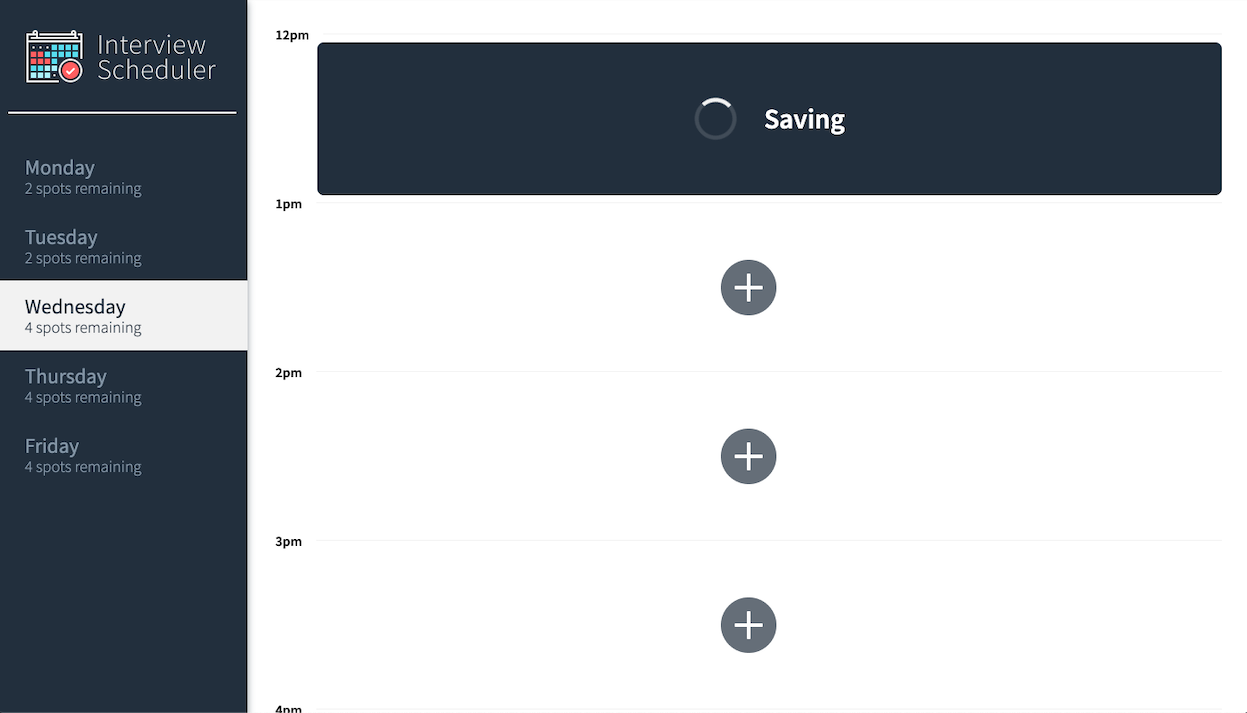 Interview
Scheduler
Monday
2 spots remaining
Tuesday
2 spots remaining
Wednesday
4 spots remaining
Thursday
4 spots remaining
Friday
4 spots remaining
12pm
Saving
1pm
2pm
3pm
4pm